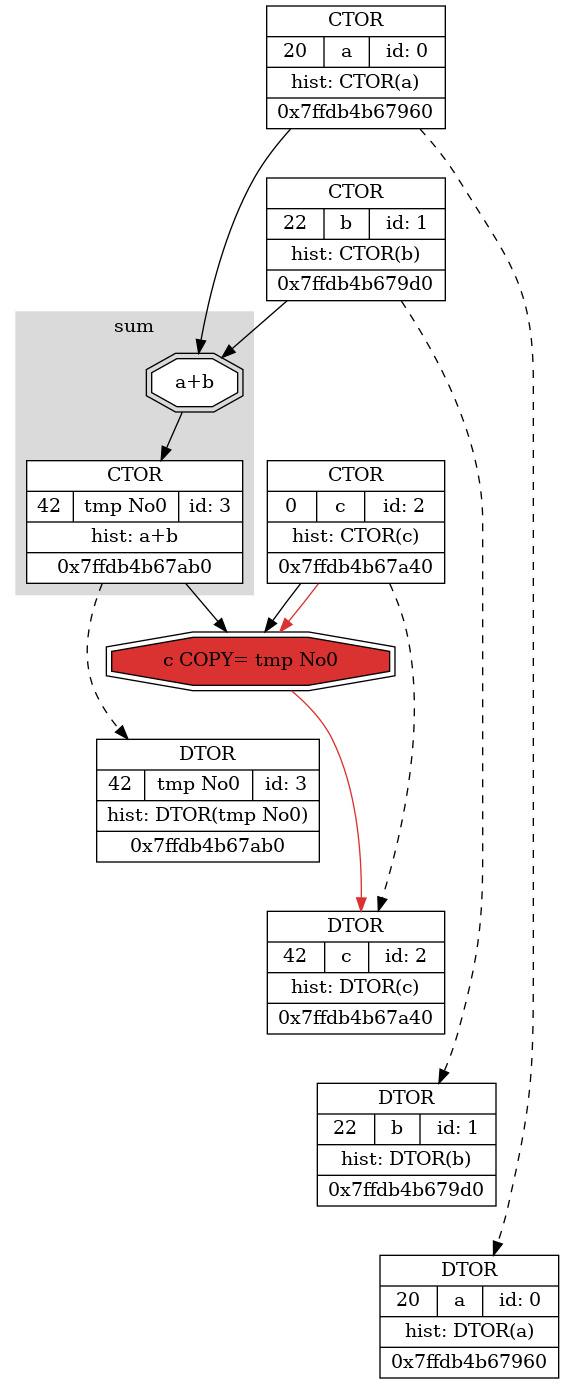 CTOR
20 a id: 0
hist: CTOR(a)
0x7ffdb4b67960
CTOR
22 b id: 1
hist: CTOR(b)
0x7ffdb4b679d0
sum
a+b
CTOR
42 tmp No0 id: 3
hist: a+b
0x7ffdb4b67ab0
CTOR
0 c id: 2
hist: CTOR(c)
0x7ffdb4b67a40
c COPY= tmp No0
DTOR
42 tmp No0 id: 3
hist: DTOR(tmp No0)
0x7ffdb4b67ab0
DTOR
42 c id: 2
hist: DTOR(c)
0x7ffdb4b67a40
DTOR
22 b id: 1
hist: DTOR(b)
0x7ffdb4b679d0
DTOR
20 a id: 0
hist: DTOR(a)
0x7ffdb4b67960